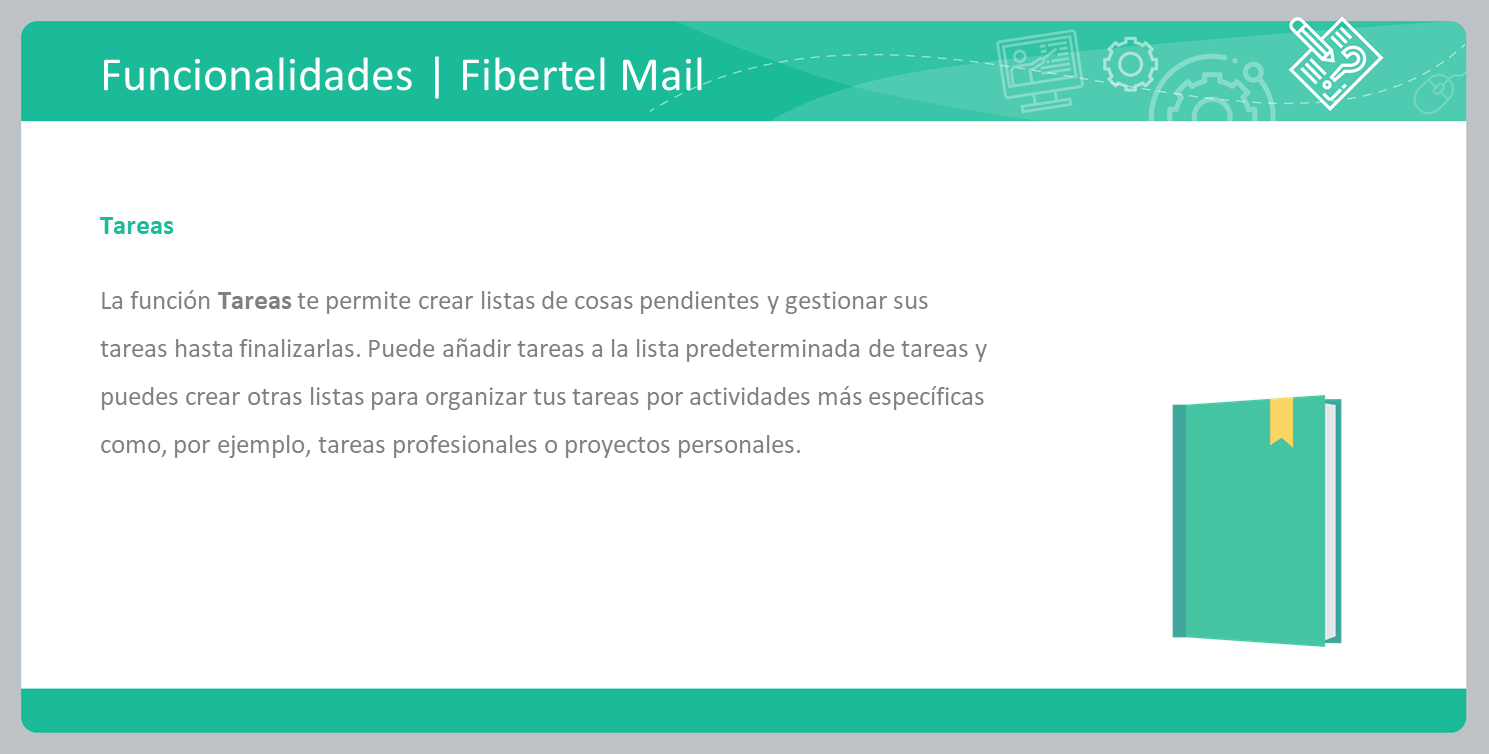 Funcionalidades | Fibertel Mail
Tareas
La función Tareas te permite crear listas de cosas pendientes y gestionar sus
tareas hasta finalizarlas. Puede añadir tareas a la lista predeterminada de tareas y
puedes crear otras listas para organizar tus tareas por actividades más específicas
como, por ejemplo, tareas profesionales o proyectos personales.